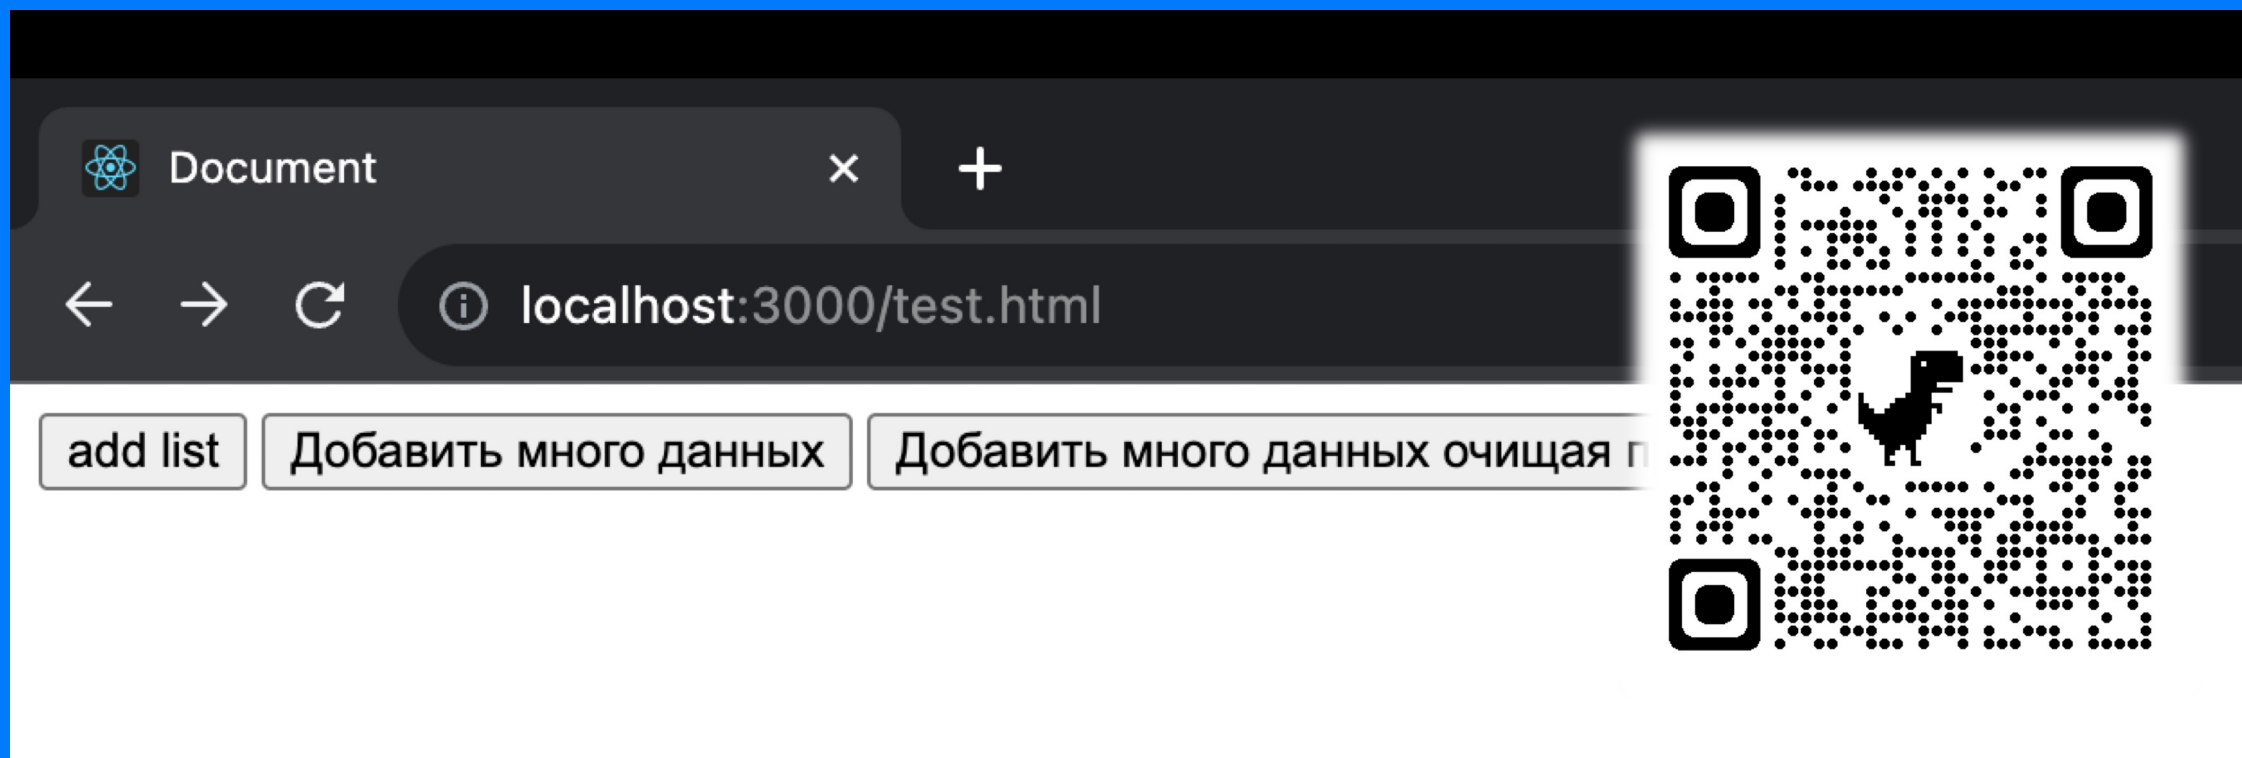 Document
localhost:3000/test.html
add list
Добавить много данных
Добавить много данных очищая